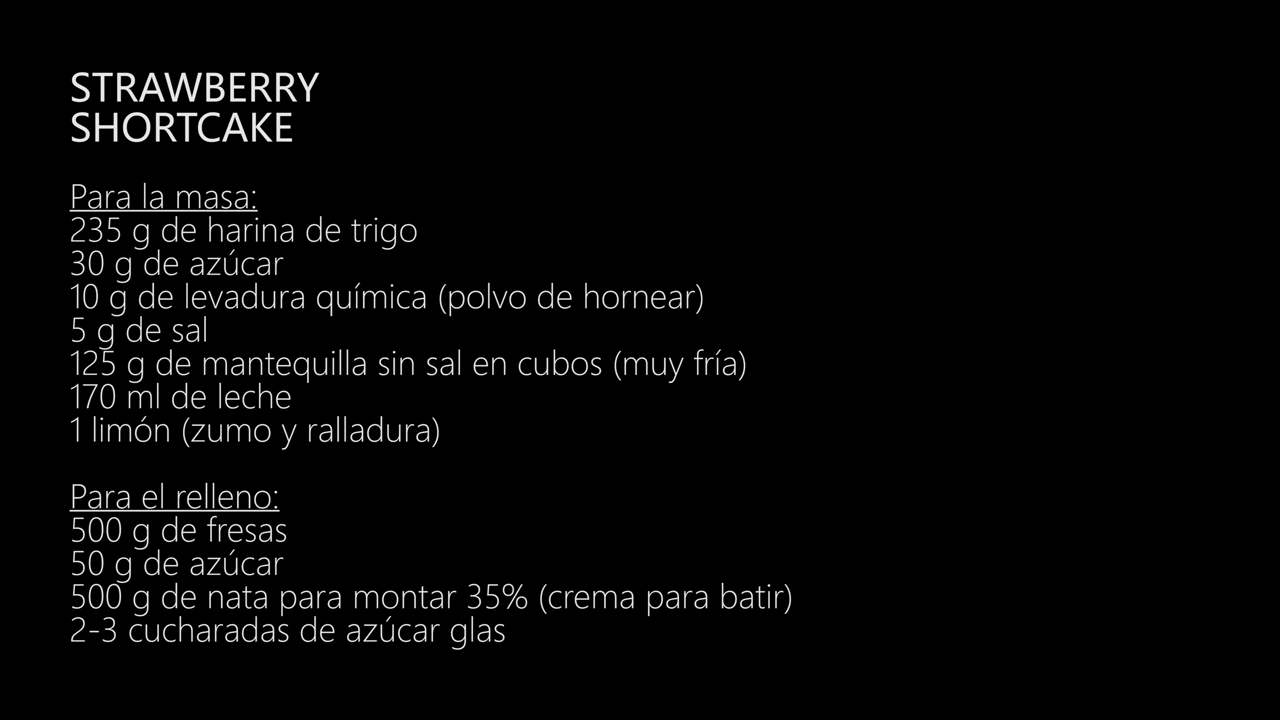 STRAWBERRY
SHORTCAKE
Para la masa:
235 g de harina de trigo
30 g de azúcar
10 g de levadura química (polvo de hornear)
5 g de sal
125 g de mantequilla sin sal en cubos (muy fría)
170 ml de leche
1 limón (zumo y ralladura)
Para el relleno:
500 g de fresas
50 g de azúcar
500 g de nata para montar 35% (crema para batir)
2-3 cucharadas de azúcar glas